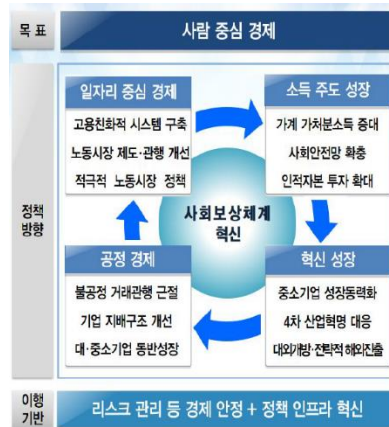 목 표
사람 중심 경제
정책
방향
일자리 중심 경제
고용친화적 시스템 구축
노동시장 제도·관행 개선
적극적 노동시장 정책
소득 주도 성장
가계 가처분소득 증대
사회안전망 확충
인적자본 투자 확대
사회보상체계
혁신
공정 경제
불공정 거래관행 근절
기업 지배구조 개선
대·중소기업 동반성장
혁신 성장
중소기업 성장동력화
4차 산업혁명 대응
대외개방·전략적 해외진출
이행
기반
리스크 관리 등 경제 안정 + 정책 인프라 혁신